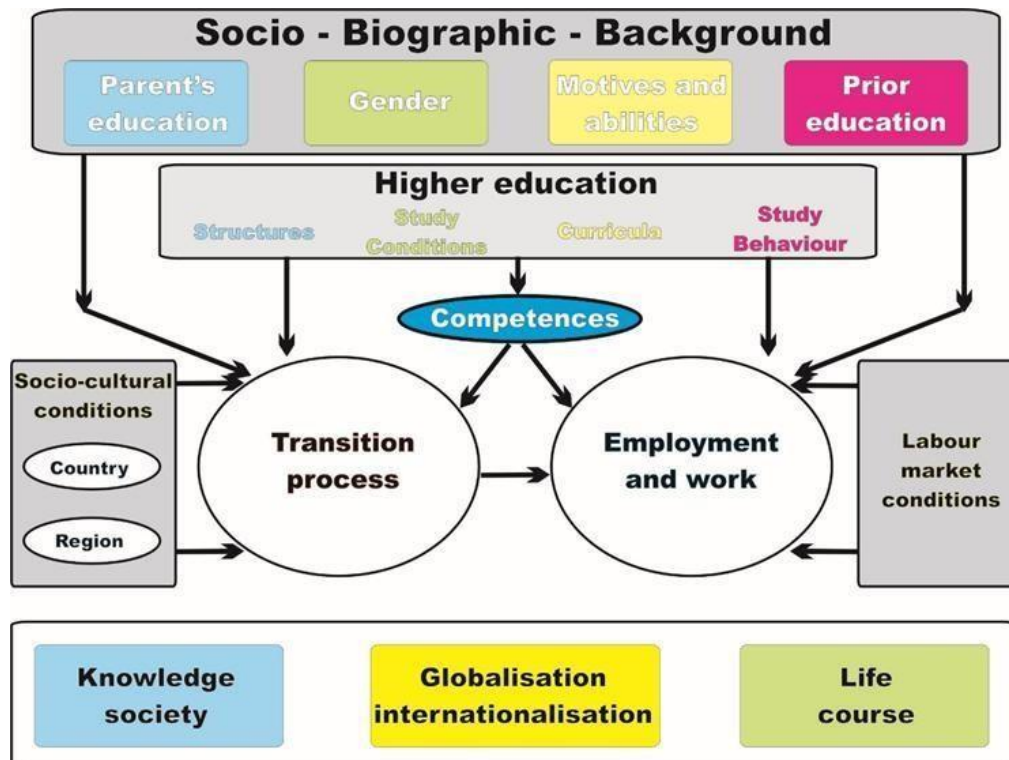 Socio - Biographic - Background
Parent's
education
Gender
Motives and
abilities
Prior
education
Higher education
Structures
Study
Conditions
Curricula
Study
Behaviour
Competences
Socio-cultural
conditions
Country
Region
Transition
process
Employment
and work
Labour
market
conditions
Knowledge
society
Globalisation
internationalisation
Life
course